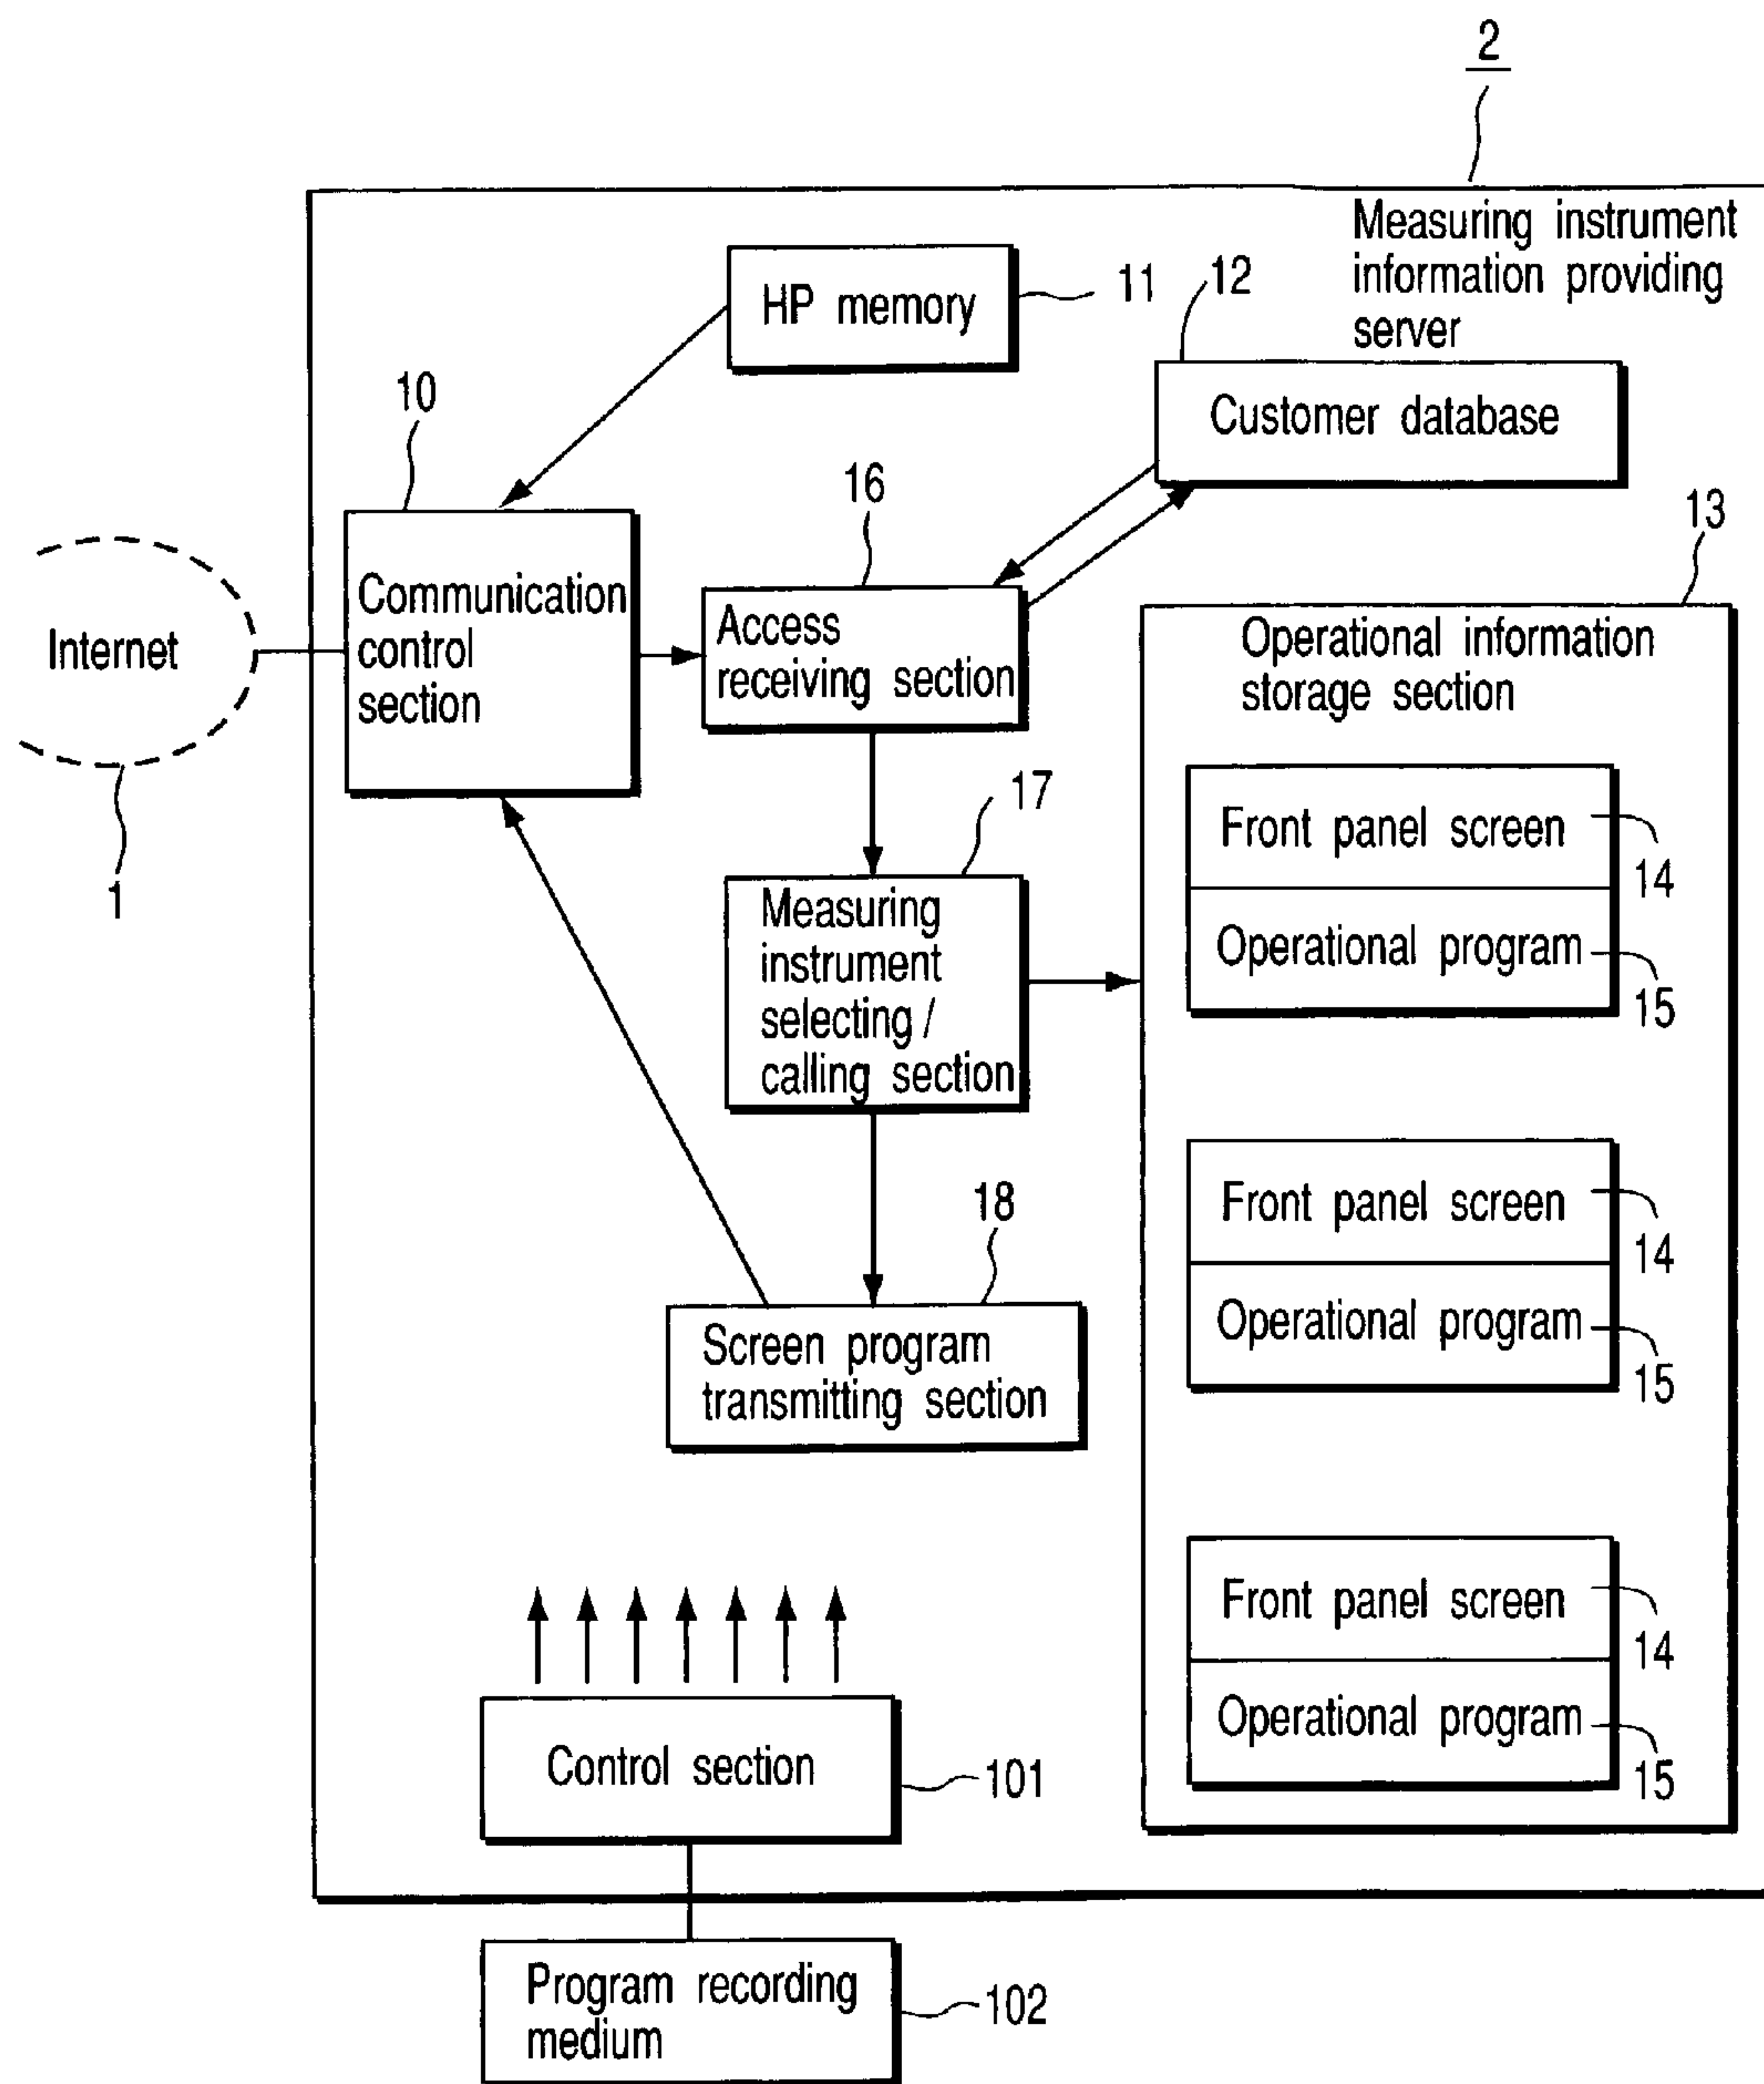 2
Measuring instrument
information providing
server
HP memory
11
12
Customer database
10
16
13
Internet
1
Communication
control
section
Access
receiving section
Operational information
storage section
17
Front panel screen
14
Operational program
15
Measuring
instrument
selecting /
calling section
Front panel screen
14
Operational program
15
18
Screen program
transmitting section
Front panel screen
14
Operational program
15
Control section
101
Program recording
medium
102